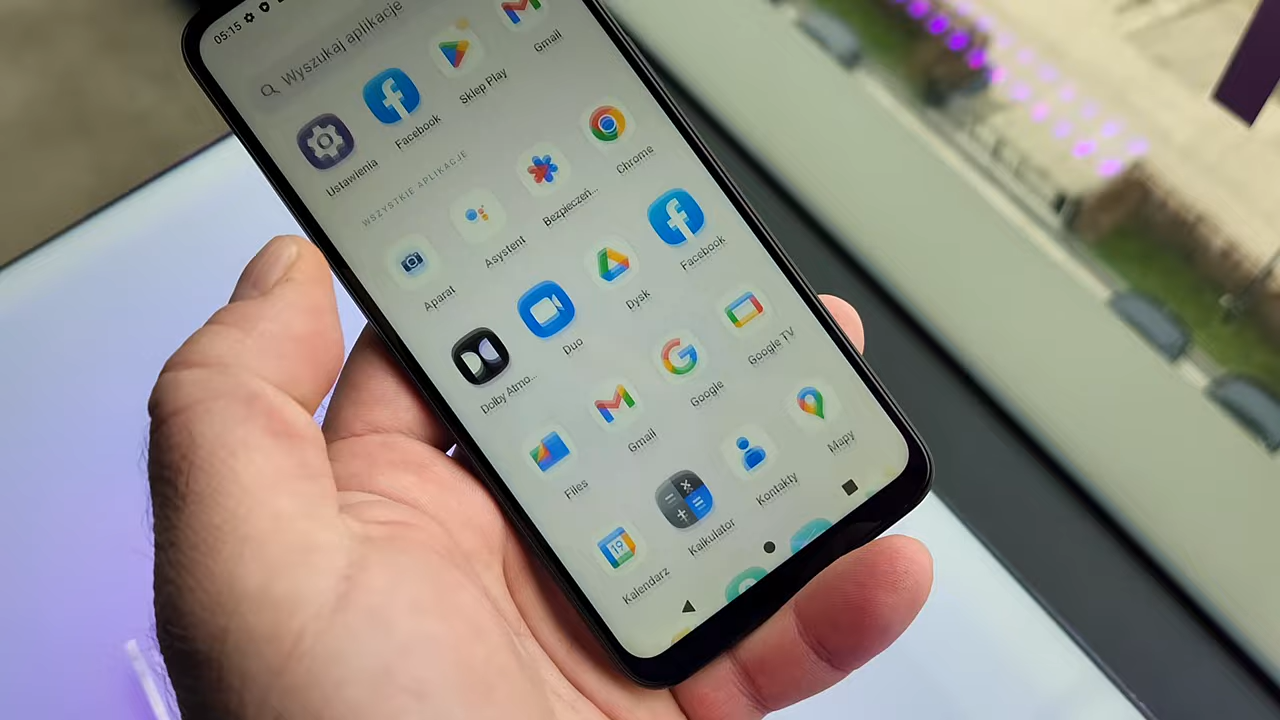 05:15
Wyszukaj aplikacje
Ustawienia Facebook Sklep Play Gmail
WSZYSTKIE APLIKACJE
Aparat Asystent Bezpieczeń... Chrome
Dolby Atmo... Duo Dysk Facebook
Files Gmail Google Google TV
19
Kalendarz Kalkulator Kontakty Mapy